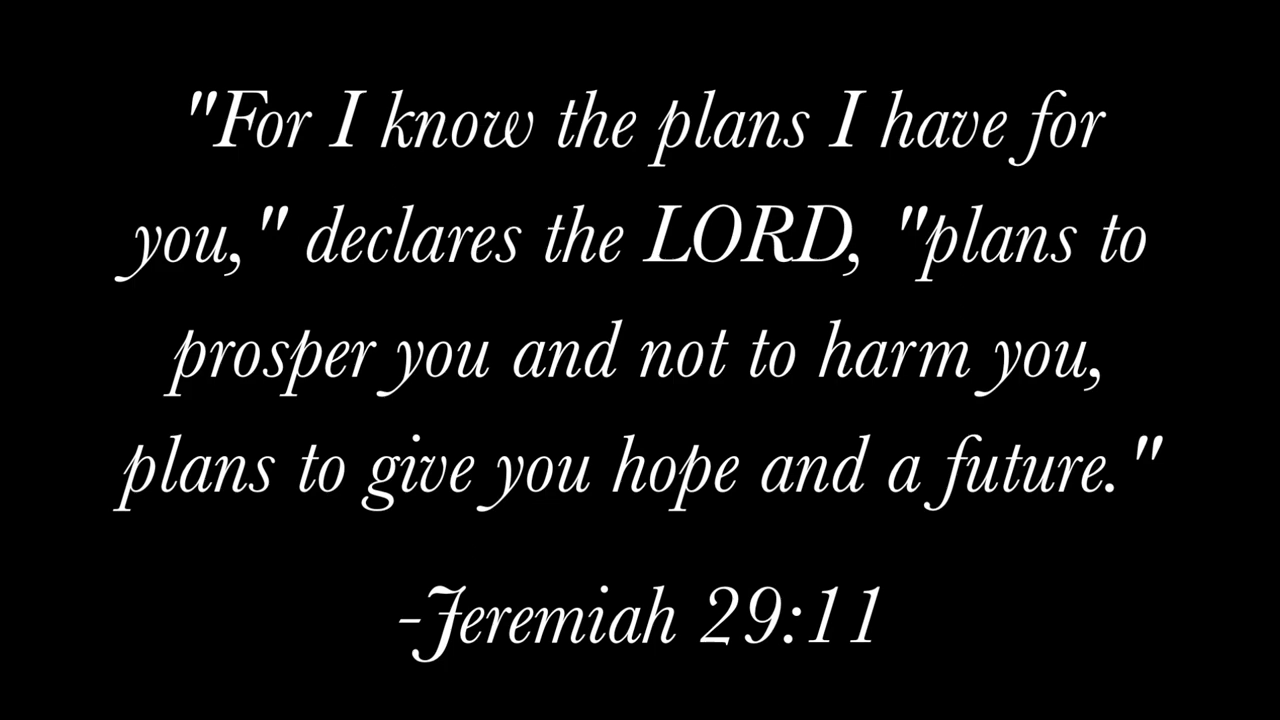 "For I know the plans I have for
you," declares the LORD, "plans to
prosper you and not to harm you,
plans to give you hope and a future."
-Jeremiah 29:11